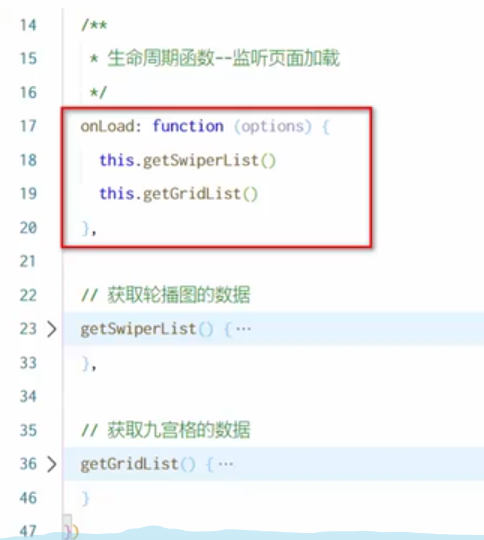 14 /**
15 * 生命周期函数--监听页面加载
16 */
17 onLoad: function (options) {
18 this.getSwiperList()
19 this.getGridList()
20 },
21
22 // 获取轮播图的数据
23 > getSwiperList() { ···
33 },
34
35 // 获取九宫格的数据
36 > getGridList() { ···
46 }
47 })